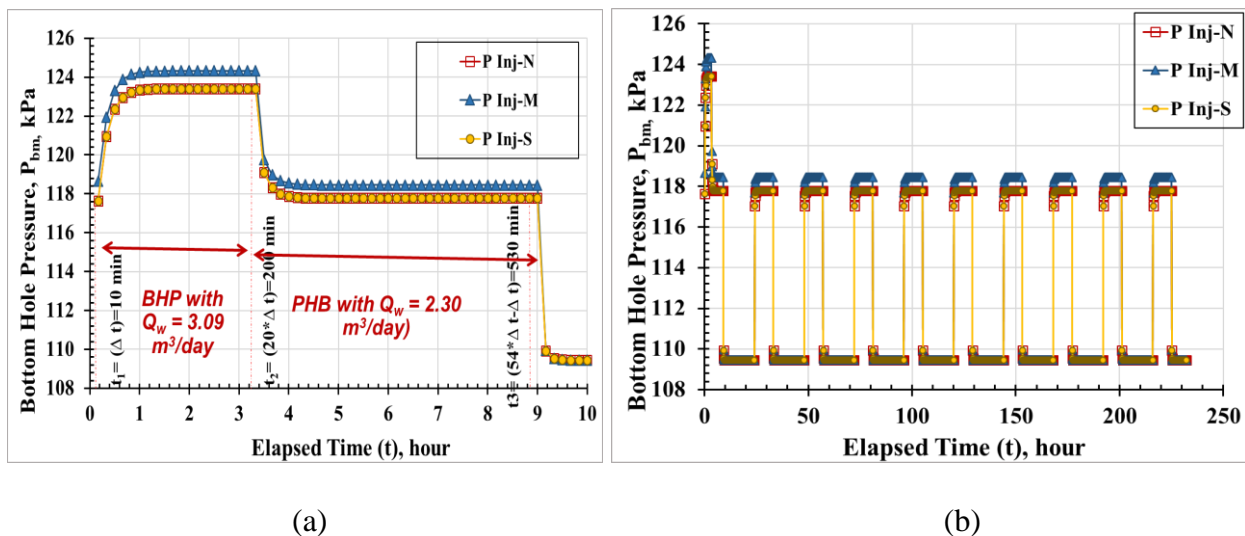 126
124
122
120
118
116
114
112
110
108
Bottom Hole Pressure, P_bm, kPa
P Inj-N
P Inj-M
P Inj-S
t₁= (Δ t)=10 min
BHP with
Q_w = 3.09
m³/day
t₂= (20*Δ t)=200 min
PHB with Q_w = 2.30
m³/day)
t3= (54*Δ t-Δ t)=530 min
0 1 2 3 4 5 6 7 8 9 10
Elapsed Time (t), hour
(a)
126
124
122
120
118
116
114
112
110
108
Bottom Hole Pressure, P_bm, kPa
P Inj-N
P Inj-M
P Inj-S
0 50 100 150 200 250
Elapsed Time (t), hour
(b)